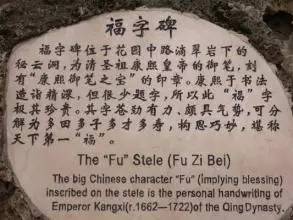 福字碑
福字碑位于花园中路滴翠岩下的
秘云洞，为清圣祖康熙皇帝的御笔，刻
有“康熙御笔之宝”的印章。康熙于书法
造诣精深，但很少题字，所以此“福”字
极其珍贵。其字苍劲有力、颇具气势，可分
解为多田多子多才多寿，构思巧妙，堪称
天下第一“福”。
The “Fu” Stele (Fu Zi Bei)
The big Chinese character “Fu” (implying blessing)
inscribed on the stele is the personal handwriting of
Emperor Kangxi(r.1662—1722)of the Qing Dynasty.